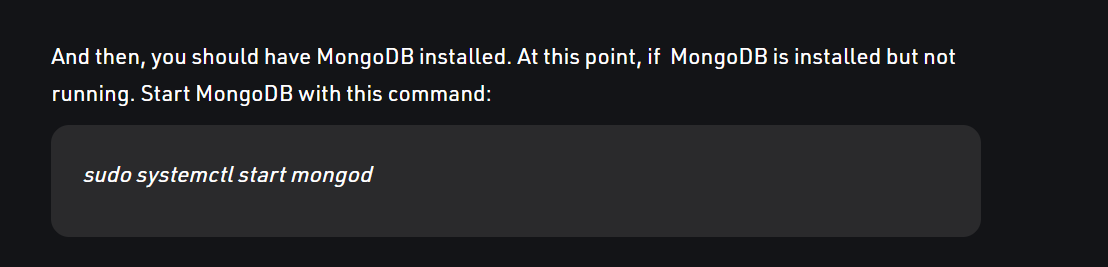 And then, you should have MongoDB installed. At this point, if  MongoDB is installed but not
running. Start MongoDB with this command:
sudo systemctl start mongod